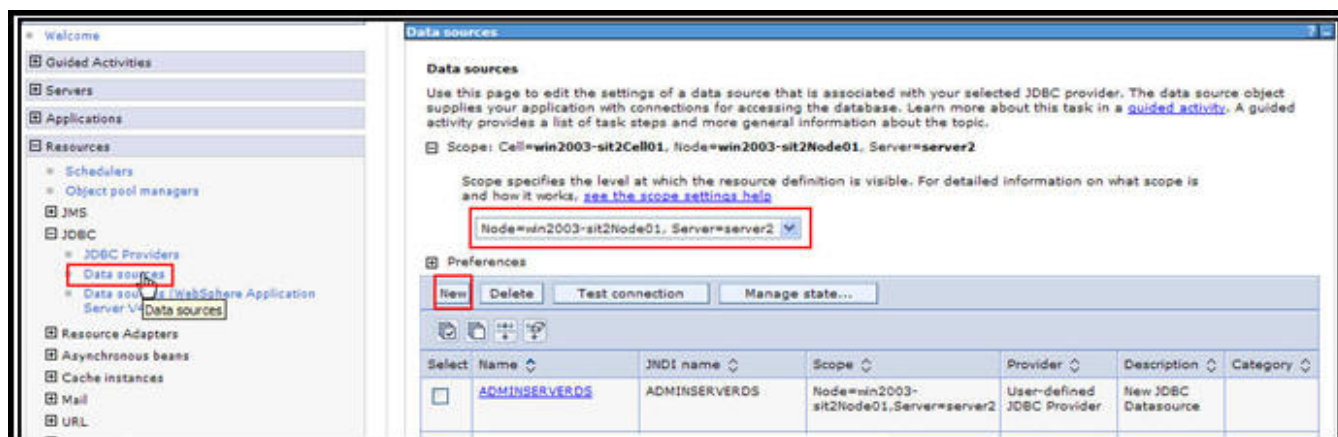 Welcome
Guided Activities
Servers
Applications
Resources
Schedulers
Object pool managers
JMS
JDBC
JDBC Providers
Data sources
Data sources (WebSphere Application
Server V4
Data sources
Resource Adapters
Asynchronous beans
Cache instances
Mail
URL
Data sources
? -
Data sources
Use this page to edit the settings of a data source that is associated with your selected JDBC provider. The data source object
supplies your application with connections for accessing the database. Learn more about this task in a guided activity. A guided
activity provides a list of task steps and more general information about the topic.
Scope: Cell=win2003-sit2Cell01, Node=win2003-sit2Node01, Server=server2
Scope specifies the level at which the resource definition is visible. For detailed information on what scope is
and how it works, see the scope settings help
Node=win2003-sit2Node01, Server=server2
Preferences
New Delete Test connection Manage state...
Select Name JNDI name Scope Provider Description Category
ADMINSERVERDS ADMINSERVERDS Node=win2003- User-defined New JDBC
sit2Node01,Server=server2 JDBC Provider Datasource